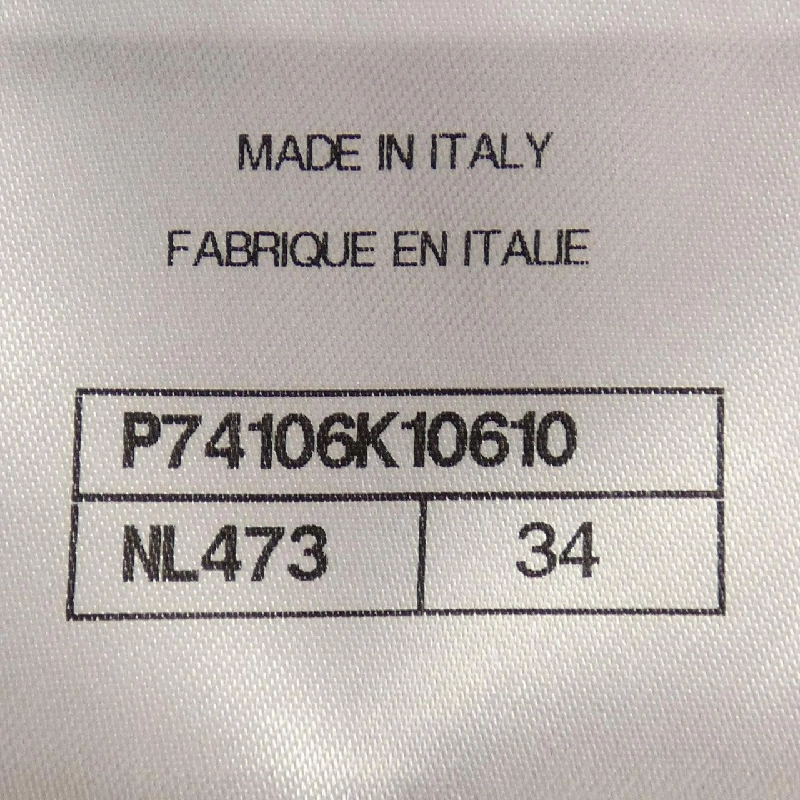 MADE IN ITALY
FABRIQUE EN ITALIE
P74106K10610
NL473 34